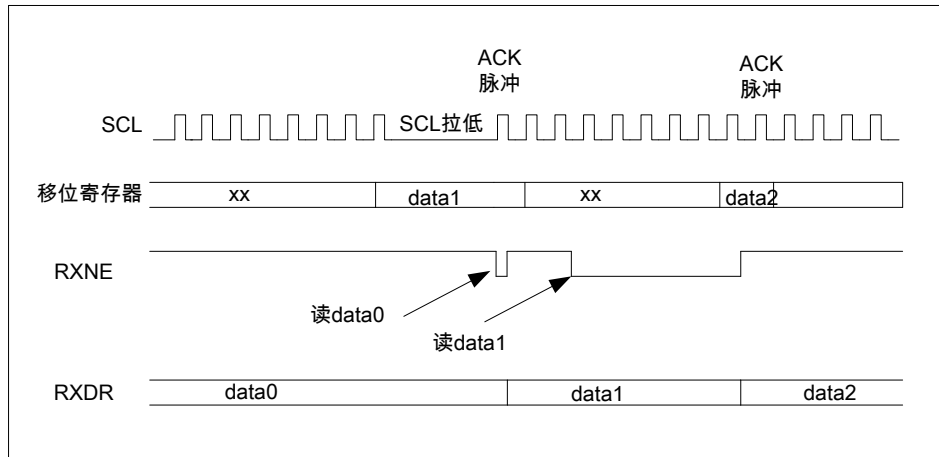 ACK
脉冲
ACK
脉冲
SCL
SCL拉低
移位寄存器
xx
data1
xx
data2
RXNE
读data0
读data1
RXDR
data0
data1
data2